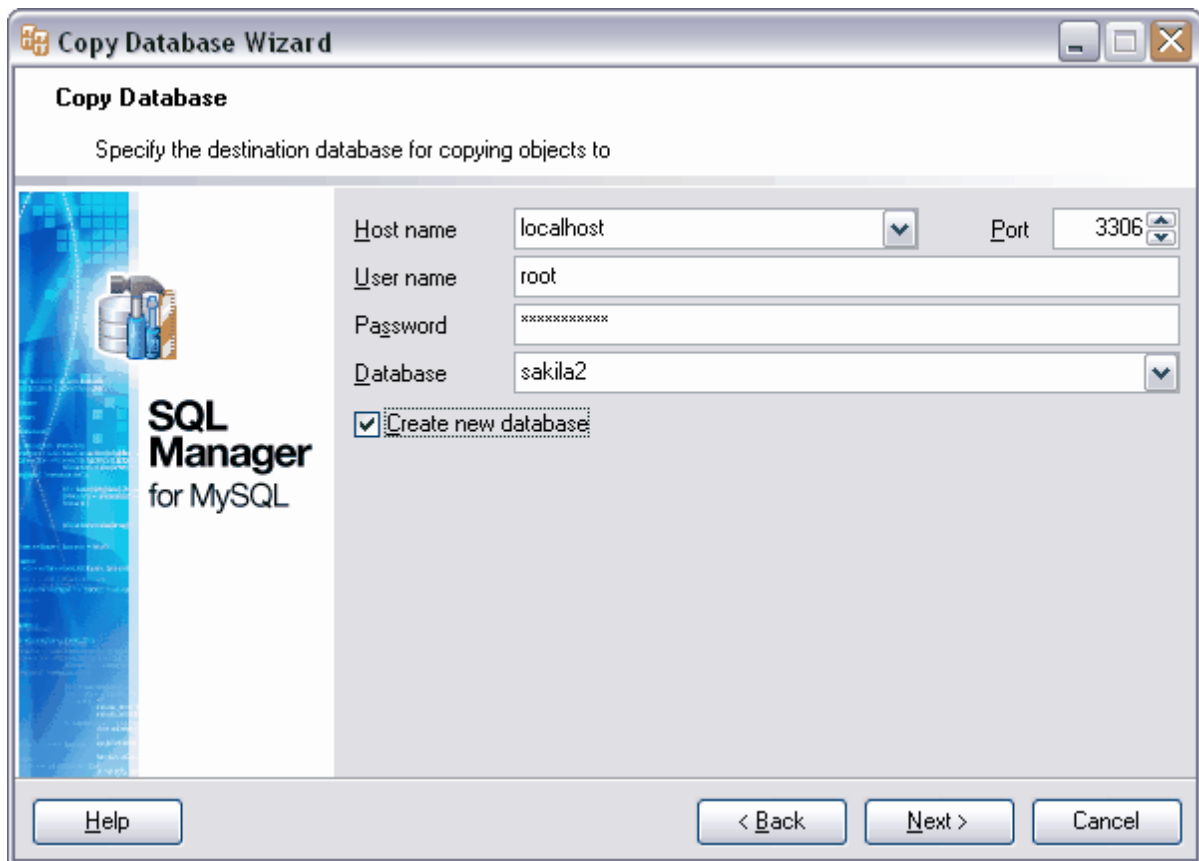 Copy Database Wizard
Copy Database
Specify the destination database for copying objects to
Host name localhost Port 3306
User name root
Password ***********
Database sakila2
Create new database
SQL
Manager
for MySQL
Help < Back Next > Cancel